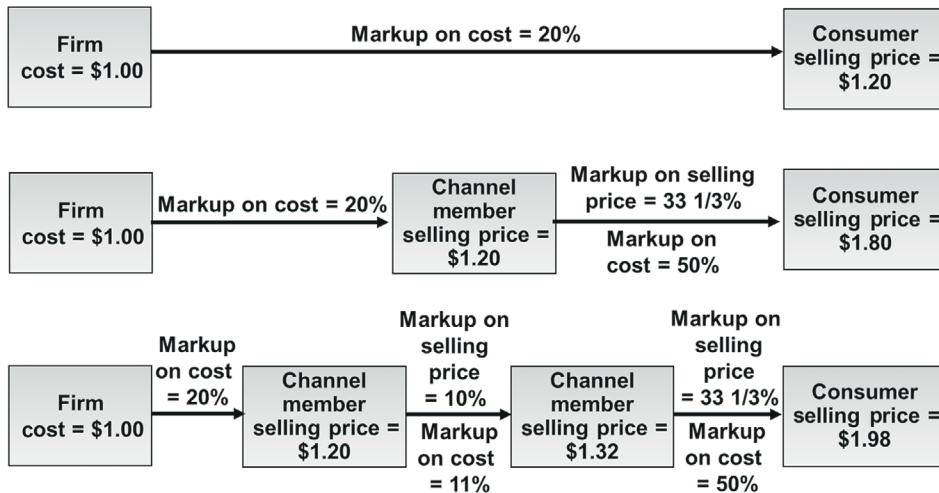 Firm
cost = $1.00
Markup on cost = 20%
Consumer
selling price =
$1.20
Firm
cost = $1.00
Markup on cost = 20%
Channel
member
selling price =
$1.20
Markup on selling
price = 33 1/3%
Markup on
cost = 50%
Consumer
selling price =
$1.80
Firm
cost = $1.00
Markup
on cost
= 20%
Channel
member
selling price =
$1.20
Markup on
selling
price
= 10%
Markup
on cost
= 11%
Channel
member
selling price =
$1.32
Markup on
selling
price
= 33 1/3%
Markup
on cost
= 50%
Consumer
selling price =
$1.98